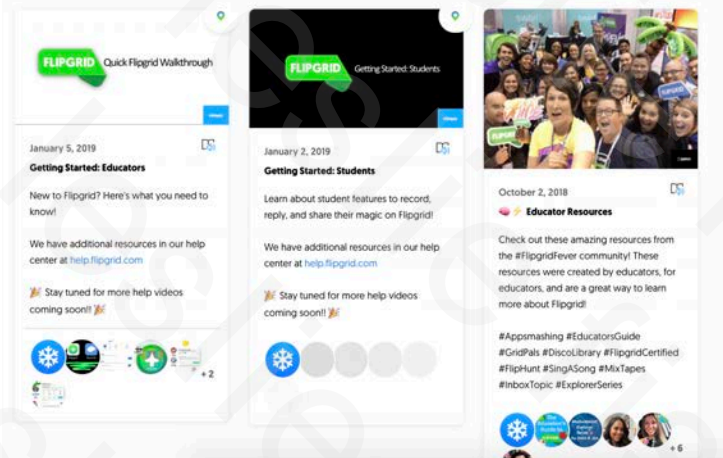 FLIPGRID Quick Flipgrid Walkthrough
January 5, 2019
Getting Started: Educators
New to Flipgrid? Here's what you need to
know!
We have additional resources in our help
center at help.flipgrid.com
🎉 Stay tuned for more help videos
coming soon!! 🎉
+ 2
FLIPGRID Getting Started: Students
January 2, 2019
Getting Started: Students
Learn about student features to record,
reply, and share their magic on Flipgrid!
We have additional resources in our help
center at help.flipgrid.com
🎉 Stay tuned for more help videos
coming soon!! 🎉
FLIPGRID
FLIPGRID
October 2, 2018
🧠⚡ Educator Resources
Check out these amazing resources from
the #FlipgridFever community! These
resources were created by educators, for
educators, and are a great way to learn
more about Flipgrid!
#Appsmashing #EducatorsGuide
#GridPals #DiscoLibrary #FlipgridCertified
#FlipHunt #SingASong #MixTapes
#InboxTopic #ExplorerSeries
+ 6